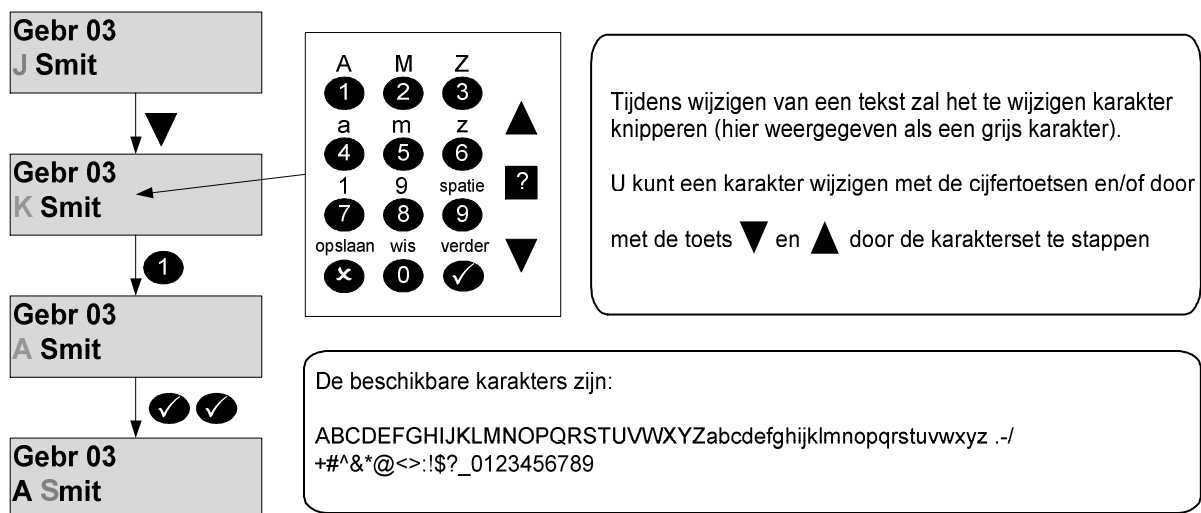 Gebr 03
J Smit
Gebr 03
K Smit
1
Gebr 03
A Smit
Gebr 03
A Smit
A M Z
1 2 3
a m z
4 5 6
?
1 9 spatie
7 8 9
opslaan wis verder
0
Tijdens wijzigen van een tekst zal het te wijzigen karakter
knipperen (hier weergegeven als een grijs karakter).
U kunt een karakter wijzigen met de cijfertoetsen en/of door
met de toets ▼ en ▲ door de karakterset te stappen
De beschikbare karakters zijn:
ABCDEFGHIJKLMNOPQRSTUVWXYZabcdefghijklmnopqrstuvwxyz .-/
+#^&*@<>:!$?_0123456789